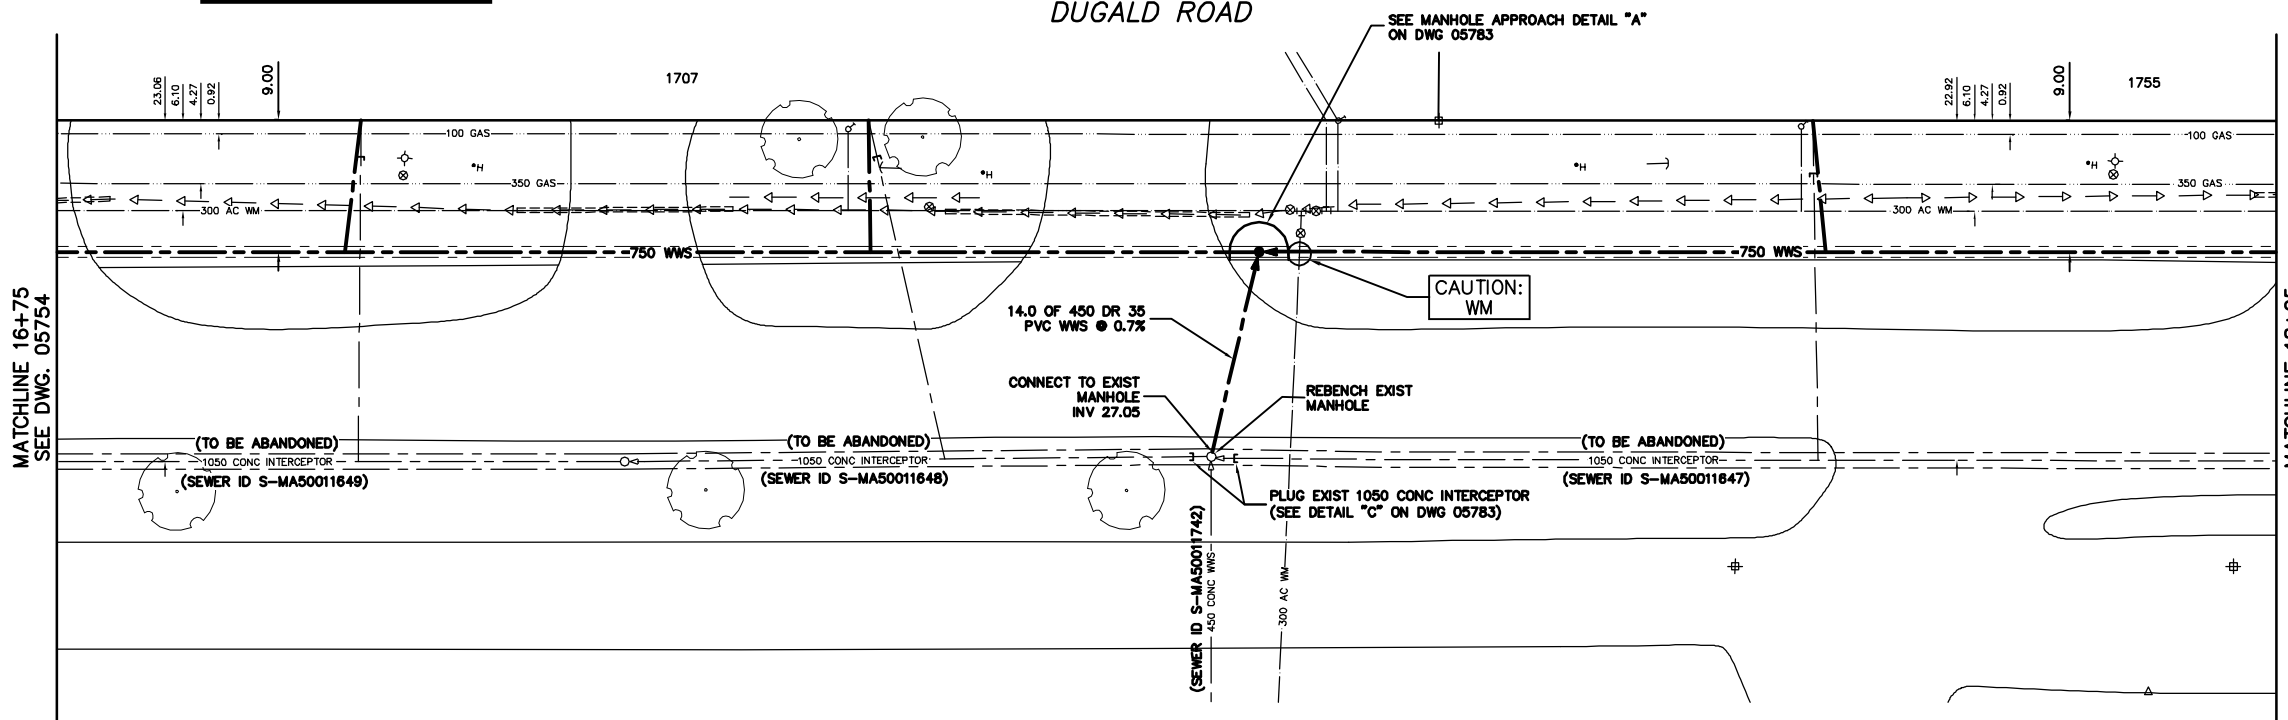 DUGALD ROAD
SEE MANHOLE APPROACH DETAIL "A"
ON DWG 05783
23.06
6.10
4.27
0.92
9.00
1707
22.92
6.10
4.27
0.92
9.00
1755
100 GAS
100 GAS
H
H
H
H
350 GAS
350 GAS
300 AC WM
300 AC WM
750 WWS
750 WWS
CAUTION:
WM
MATCHLINE 16+75
SEE DWG. 05754
14.0 OF 450 DR 35
PVC WWS @ 0.7%
CONNECT TO EXIST
MANHOLE
INV 27.05
REBENCH EXIST
MANHOLE
(TO BE ABANDONED)
(TO BE ABANDONED)
(TO BE ABANDONED)
1050 CONC INTERCEPTOR
1050 CONC INTERCEPTOR
1050 CONC INTERCEPTOR
(SEWER ID S-MA50011649)
(SEWER ID S-MA50011648)
(SEWER ID S-MA50011647)
PLUG EXIST 1050 CONC INTERCEPTOR
(SEE DETAIL "C" ON DWG 05783)
(SEWER ID S-MA50011742)
450 CONC WWS
300 AC WM